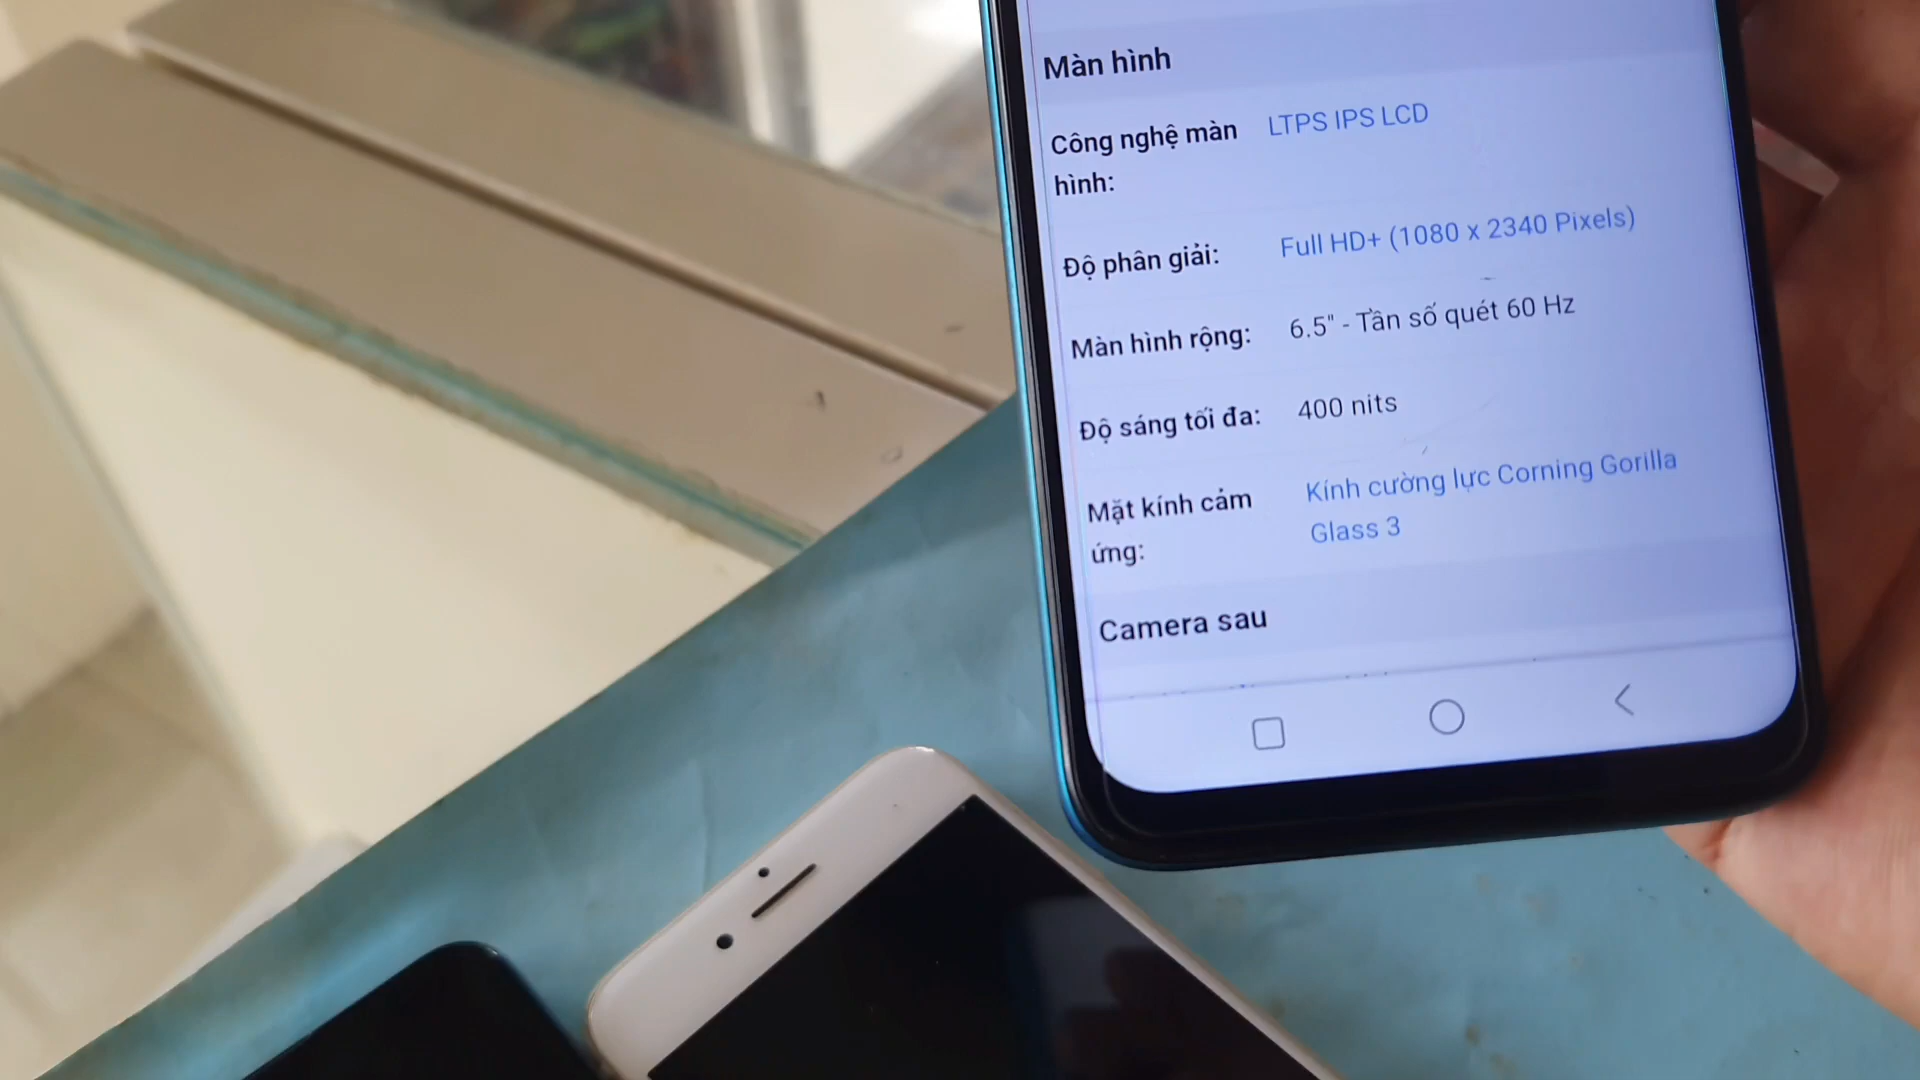 Màn hình
Công nghệ màn LTPS IPS LCD
hình:
Độ phân giải: Full HD+ (1080 x 2340 Pixels)
Màn hình rộng: 6.5" - Tần số quét 60 Hz
Độ sáng tối đa: 400 nits
Mặt kính cảm Kính cường lực Corning Gorilla
ứng: Glass 3
Camera sau